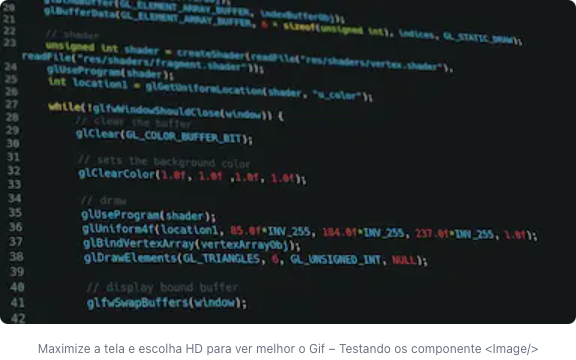 20 glBindBuffer(GL_ELEMENT_ARRAY_BUFFER, indexBufferObj);
21 glBufferData(GL_ELEMENT_ARRAY_BUFFER, 6 * sizeof(unsigned int), indices, GL_STATIC_DRAW);
22 // shader
23 unsigned int shader = createShader(readFile("res/shaders/vertex.shader"),
readFile("res/shaders/fragment.shader"));
24 glUseProgram(shader);
25 int location1 = glGetUniformLocation(shader, "u_color");
26
27 while(!glfwWindowShouldClose(window)) {
28 // clear the buffer
29 glClear(GL_COLOR_BUFFER_BIT);
30
31 // sets the background color
32 glClearColor(1.0f, 1.0f ,1.0f, 1.0f);
33
34 // draw
35 glUseProgram(shader);
36 glUniform4f(location1, 85.0f*INV_255, 184.0f*INV_255, 237.0f*INV_255, 1.0f);
37 glBindVertexArray(vertexArrayObj);
38 glDrawElements(GL_TRIANGLES, 6, GL_UNSIGNED_INT, NULL);
39
40 // display bound buffer
41 glfwSwapBuffers(window);
42
Maximize a tela e escolha HD para ver melhor o Gif – Testando os componente <Image/>